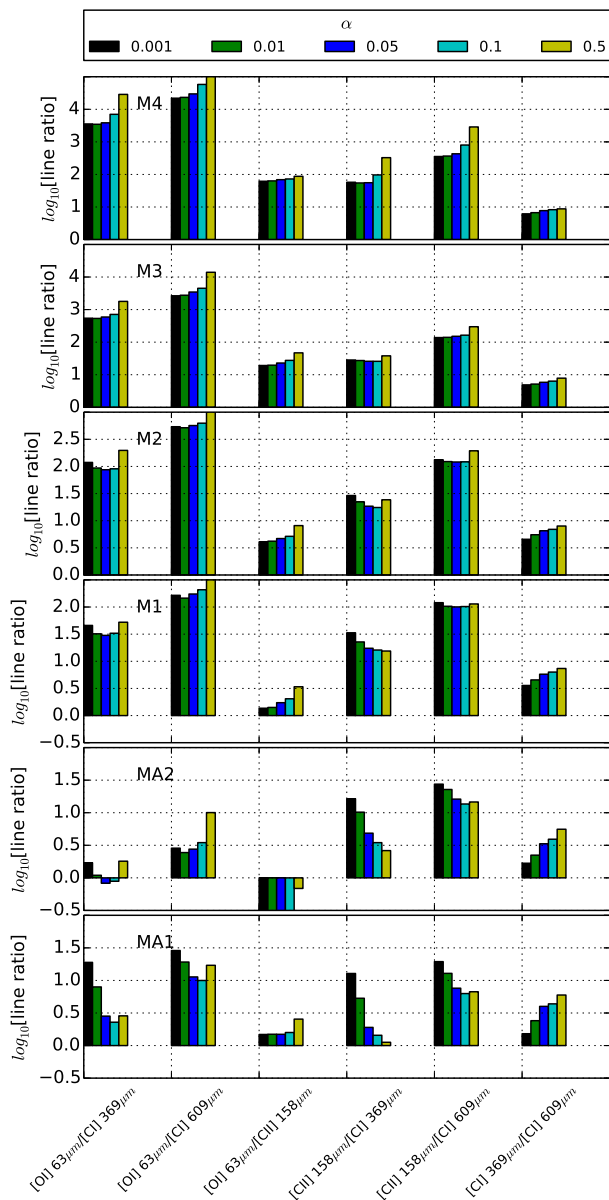 α
0.001 0.01 0.05 0.1 0.5
M4
log₁₀[line ratio]
4
3
2
1
0
M3
log₁₀[line ratio]
4
3
2
1
0
M2
log₁₀[line ratio]
2.5
2.0
1.5
1.0
0.5
0.0
M1
log₁₀[line ratio]
2.0
1.5
1.0
0.5
0.0
−0.5
MA2
log₁₀[line ratio]
1.5
1.0
0.5
0.0
−0.5
MA1
log₁₀[line ratio]
1.5
1.0
0.5
0.0
−0.5
[OI] 63μm/[CI] 369μm
[OI] 63μm/[CI] 609μm
[OI] 63μm/[CII] 158μm
[CII] 158μm/[CI] 369μm
[CII] 158μm/[CI] 609μm
[CI] 369μm/[CI] 609μm